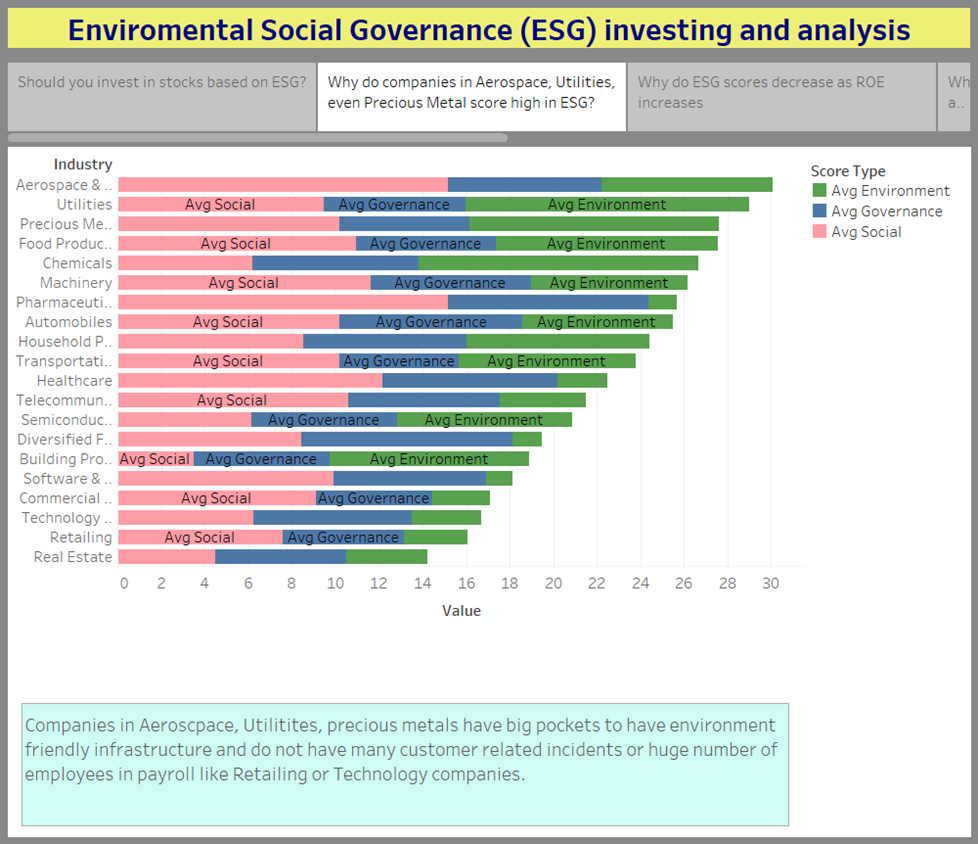 Enviromental Social Governance (ESG) investing and analysis
Should you invest in stocks based on ESG?
Why do companies in Aerospace, Utilities,
even Precious Metal score high in ESG?
Why do ESG scores decrease as ROE
increases
Wh
a..
Industry
Score Type
Avg Environment
Avg Governance
Avg Social
Aerospace & ..
Utilities Avg Social Avg Governance Avg Environment
Precious Me..
Food Produc.. Avg Social Avg Governance Avg Environment
Chemicals
Machinery Avg Social Avg Governance Avg Environment
Pharmaceuti..
Automobiles Avg Social Avg Governance Avg Environment
Household P..
Transportati.. Avg Social Avg Governance Avg Environment
Healthcare
Telecommun.. Avg Social
Semiconduc.. Avg Governance Avg Environment
Diversified F..
Building Pro.. Avg Social Avg Governance Avg Environment
Software & ..
Commercial .. Avg Social Avg Governance
Technology ..
Retailing Avg Social Avg Governance
Real Estate
0 2 4 6 8 10 12 14 16 18 20 22 24 26 28 30
Value
Companies in Aeroscpace, Utilitites, precious metals have big pockets to have environment
friendly infrastructure and do not have many customer related incidents or huge number of
employees in payroll like Retailing or Technology companies.